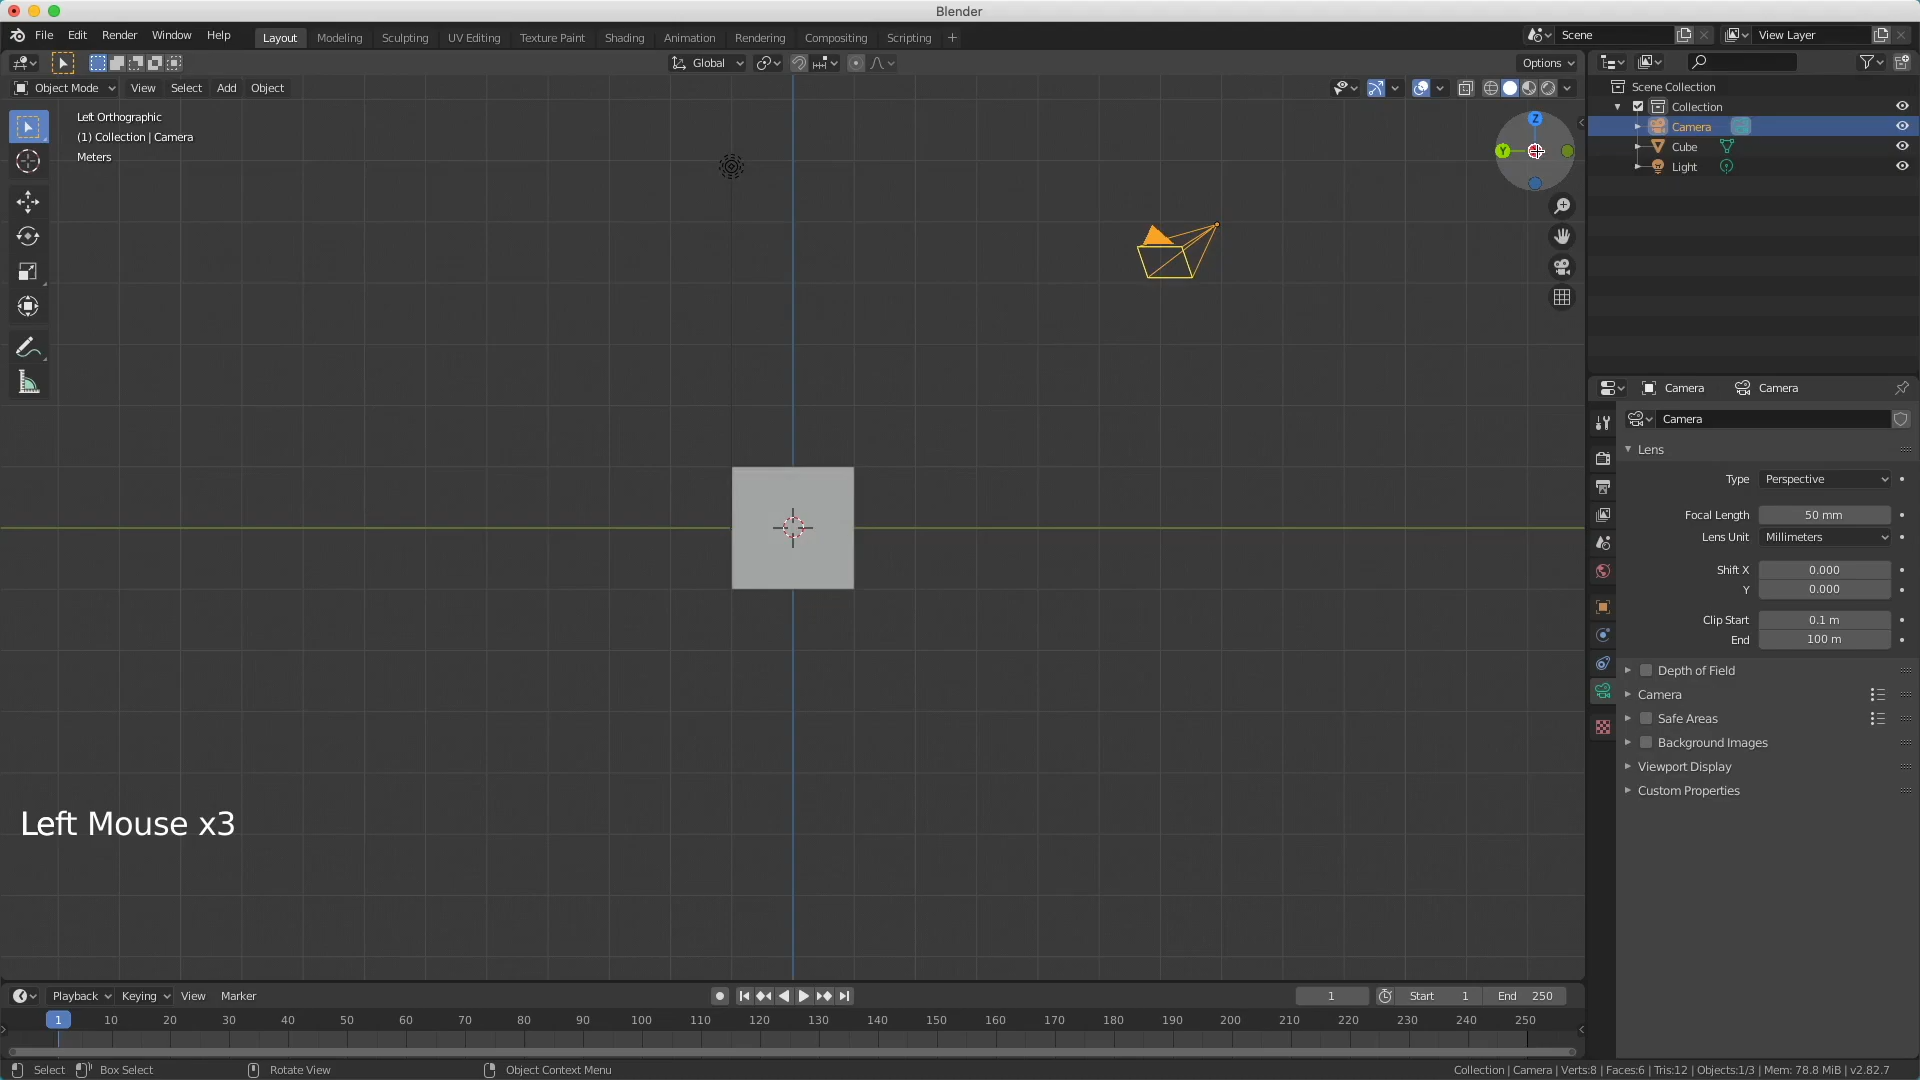 Blender
File Edit Render Window Help Layout Modeling Sculpting UV Editing Texture Paint Shading Animation Rendering Compositing Scripting + Scene View Layer
Global Options
Object Mode View Select Add Object
Left Orthographic
(1) Collection | Camera
Meters
Z
Y
Scene Collection
Collection
Camera
Cube
Light
Camera Camera
Camera
Lens
Type Perspective
Focal Length 50 mm
Lens Unit Millimeters
Shift X 0.000
Y 0.000
Clip Start 0.1 m
End 100 m
Depth of Field
Camera
Safe Areas
Background Images
Viewport Display
Custom Properties
Left Mouse x3
Playback Keying View Marker 1 Start 1 End 250
1 10 20 30 40 50 60 70 80 90 100 110 120 130 140 150 160 170 180 190 200 210 220 230 240 250
Select Box Select Rotate View Object Context Menu Collection | Camera | Verts:8 | Faces:6 | Tris:12 | Objects:1/3 | Mem: 78.8 MiB | v2.82.7